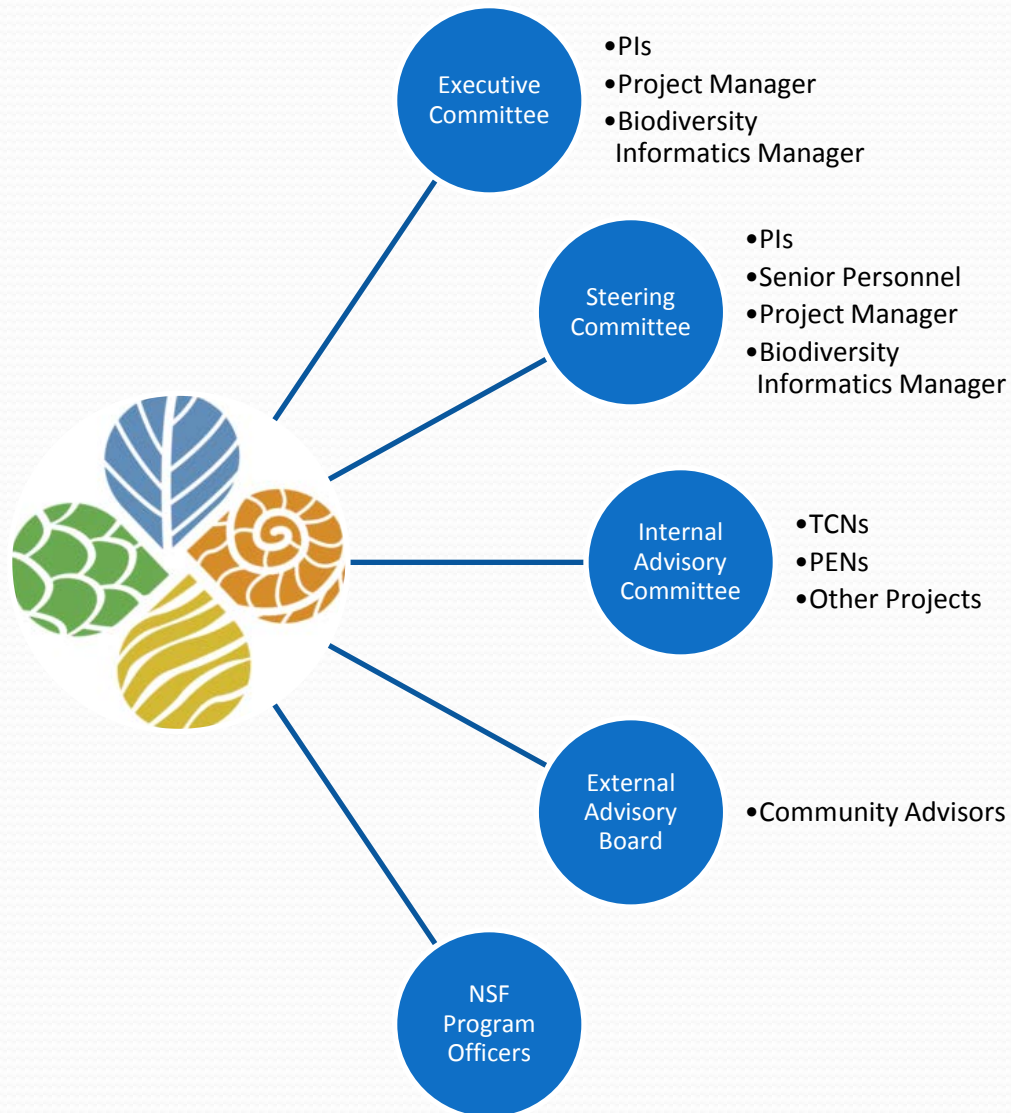 Executive
Committee
•PIs
•Project Manager
•Biodiversity
Informatics Manager
Steering
Committee
•PIs
•Senior Personnel
•Project Manager
•Biodiversity
Informatics Manager
Internal
Advisory
Committee
•TCNs
•PENs
•Other Projects
External
Advisory
Board
•Community Advisors
NSF
Program
Officers